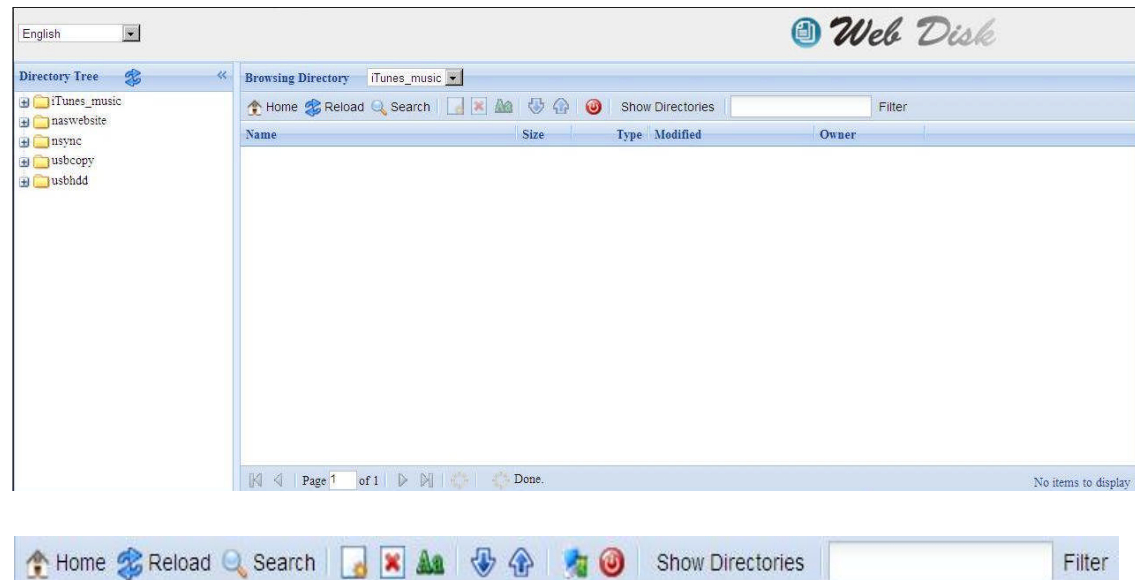 English
Web Disk
Directory Tree
Browsing Directory iTunes_music
iTunes_music
naswebsite
nsync
usbcopy
usbhdd
Home Reload Search Show Directories Filter
Name Size Type Modified Owner
Page 1 of 1 Done. No items to display
Home Reload Search Aa Show Directories Filter